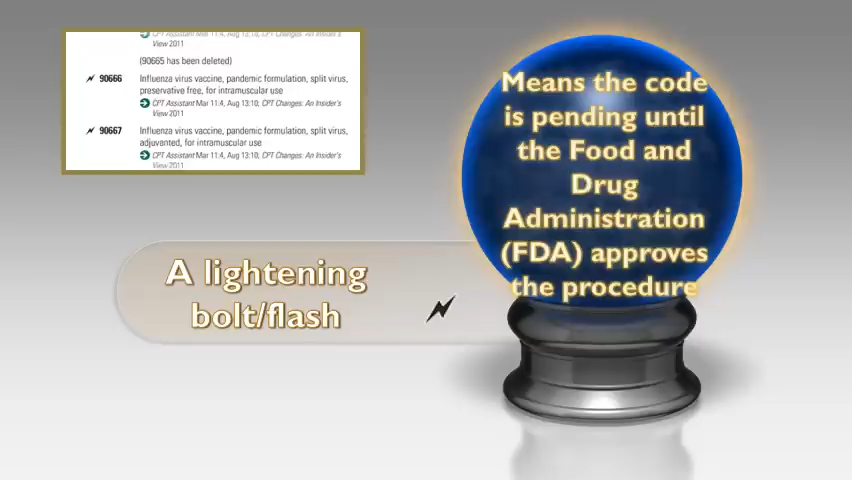 CPT Assistant Mar 11:4, Aug 13:10; CPT Changes: An Insider's
View 2011
(90665 has been deleted)
90666 Influenza virus vaccine, pandemic formulation, split virus,
preservative free, for intramuscular use
CPT Assistant Mar 11:4, Aug 13:10; CPT Changes: An Insider's
View 2011
90667 Influenza virus vaccine, pandemic formulation, split virus,
adjuvanted, for intramuscular use
CPT Assistant Mar 11:4, Aug 13:10; CPT Changes: An Insider's
View 2011
A lightening
bolt/flash
Means the code
is pending until
the Food and
Drug
Administration
(FDA) approves
the procedure